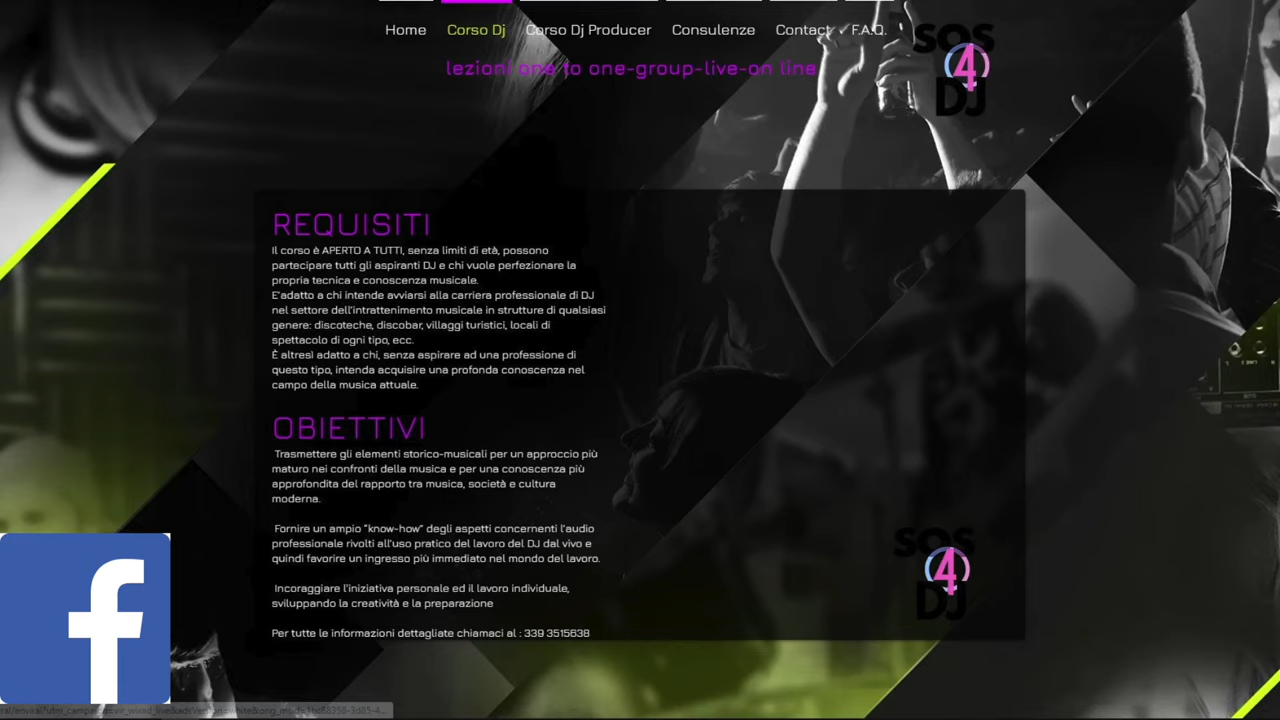 Home Corso Dj Corso Dj Producer Consulenze Contact F.A.Q.
lezioni one to one-group-live-on line
SOS
4
DJ
REQUISITI
Il corso è APERTO A TUTTI, senza limiti di età, possono
partecipare tutti gli aspiranti DJ e chi vuole perfezionare la
propria tecnica e conoscenza musicale.
E'adatto a chi intende avviarsi alla carriera professionale di DJ
nel settore dell'intrattenimento musicale in strutture di qualsiasi
genere: discoteche, discobar, villaggi turistici, locali di
spettacolo di ogni tipo, ecc.
È altresì adatto a chi, senza aspirare ad una professione di
questo tipo, intenda acquisire una profonda conoscenza nel
campo della musica attuale.
OBIETTIVI
Trasmettere gli elementi storico-musicali per un approccio più
maturo nei confronti della musica e per una conoscenza più
approfondita del rapporto tra musica, società e cultura
moderna.
Fornire un ampio "know-how" degli aspetti concernenti l'audio
professionale rivolti all'uso pratico del lavoro del DJ dal vivo e
quindi favorire un ingresso più immediato nel mondo del lavoro.
Incoraggiare l'iniziativa personale ed il lavoro individuale,
sviluppando la creatività e la preparazione
Per tutte le informazioni dettagliate chiamaci al : 339 3515638
SOS
4
DJ
f